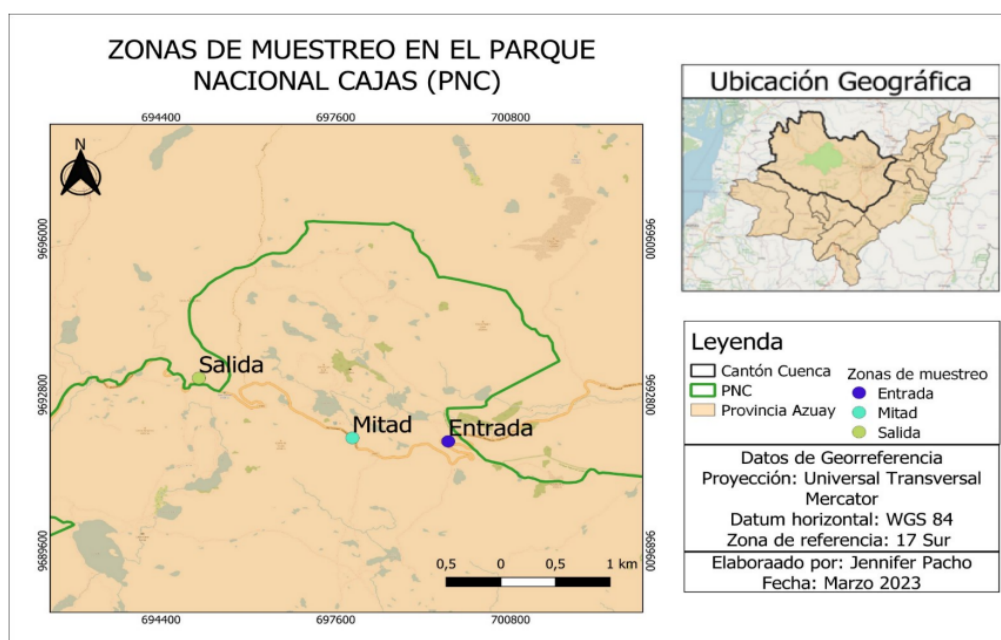 ZONAS DE MUESTREO EN EL PARQUE
NACIONAL CAJAS (PNC)
694400
697600
700800
N
9696000
9696000
Salida
9692800
9692800
Mitad
Entrada
9689600
9689600
0,5
0
0,5
1 km
694400
697600
700800
Ubicación Geográfica
Leyenda
Cantón Cuenca
PNC
Provincia Azuay
Zonas de muestreo
Entrada
Mitad
Salida
Datos de Georreferencia
Proyección: Universal Transversal
Mercator
Datum horizontal: WGS 84
Zona de referencia: 17 Sur
Elaboraado por: Jennifer Pacho
Fecha: Marzo 2023